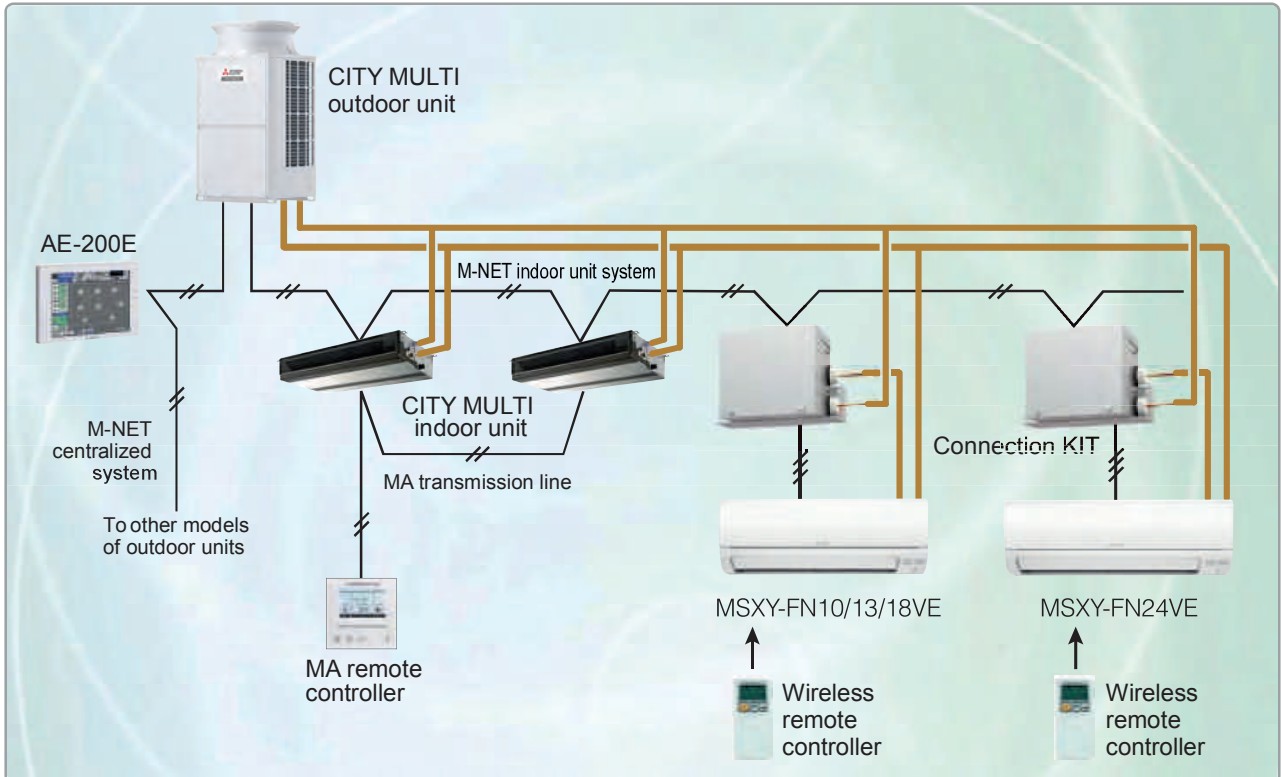 CITY MULTI
outdoor unit
AE-200E
M-NET indoor unit system
M-NET
centralized
system
CITY MULTI
indoor unit
MA transmission line
Connection KIT
To other models
of outdoor units
MSXY-FN10/13/18VE
MSXY-FN24VE
MA remote
controller
Wireless
remote
controller
Wireless
remote
controller